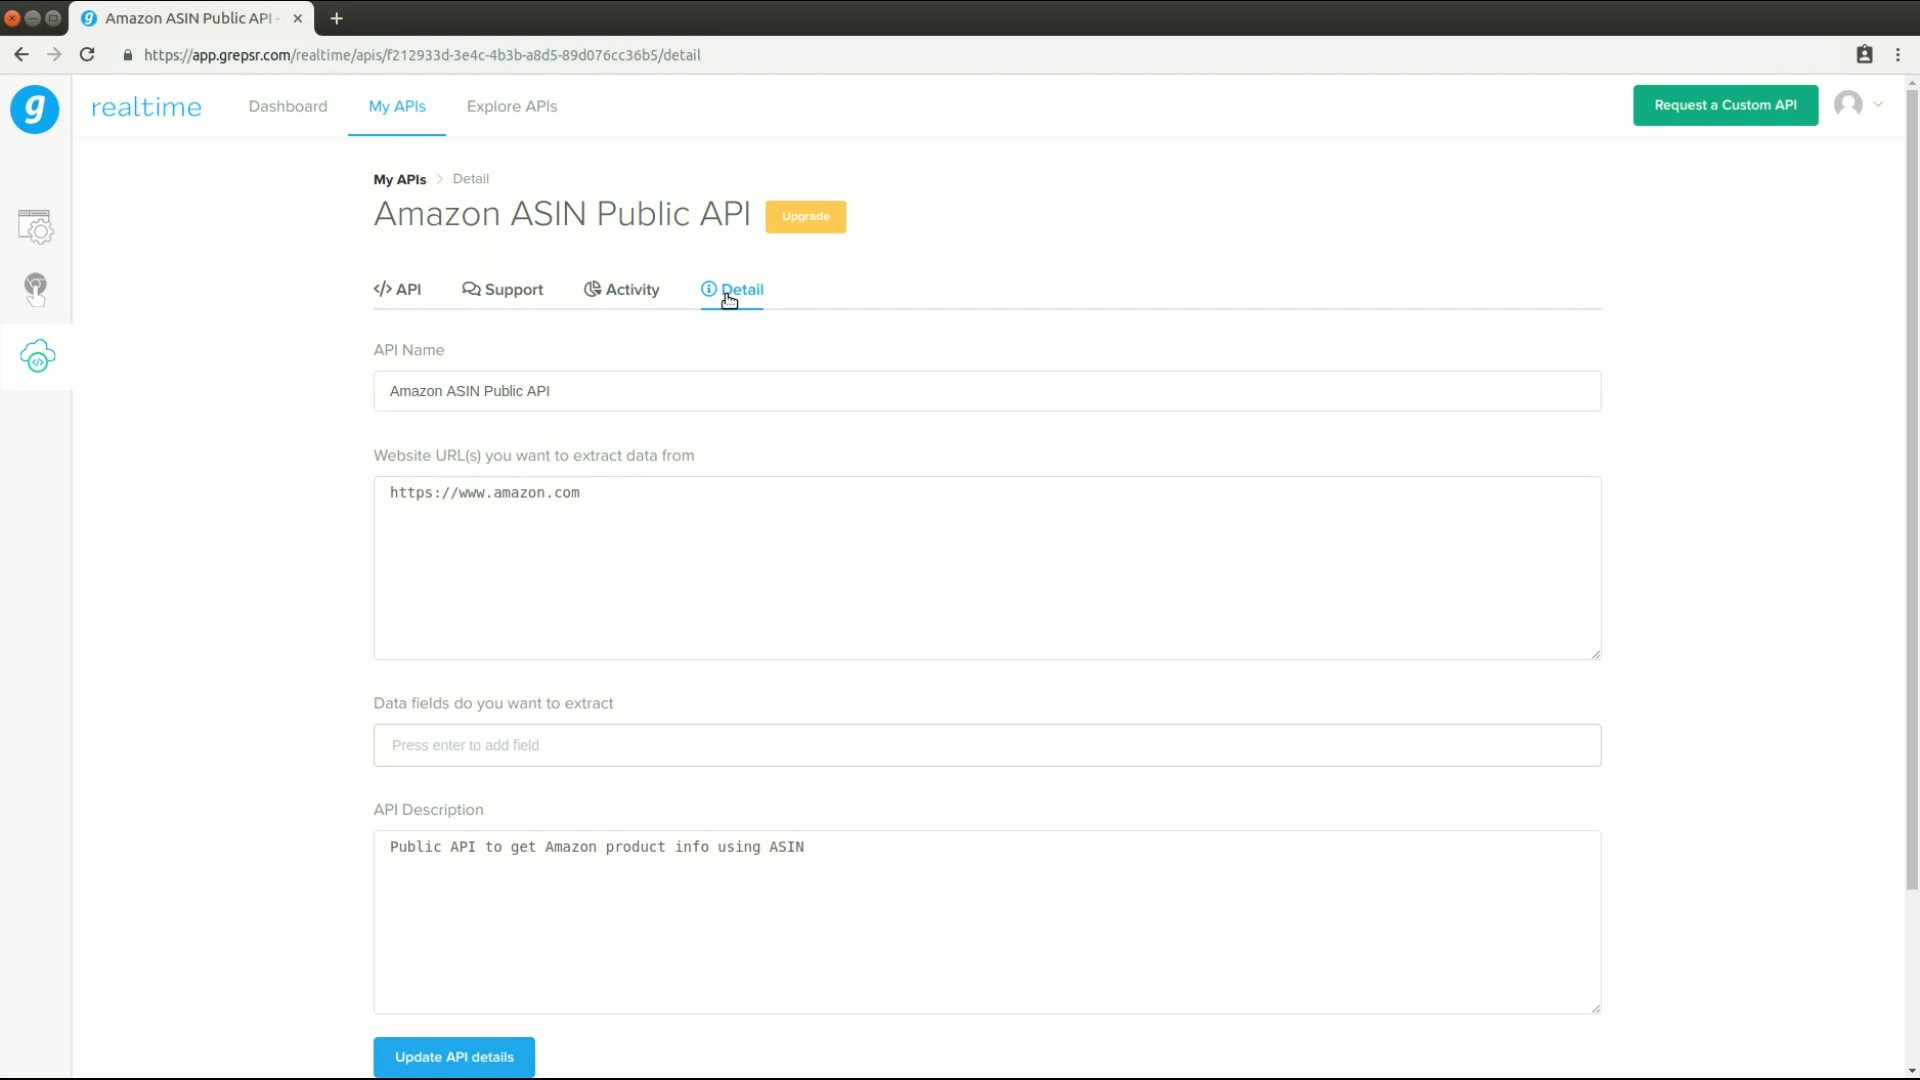 Amazon ASIN Public API -
https://app.grepsr.com/realtime/apis/f212933d-3e4c-4b3b-a8d5-89d076cc36b5/detail
g
realtime
Dashboard
My APIs
Explore APIs
Request a Custom API
My APIs > Detail
Amazon ASIN Public API
Upgrade
</> API
Support
Activity
Detail
API Name
Amazon ASIN Public API
Website URL(s) you want to extract data from
https://www.amazon.com
Data fields do you want to extract
Press enter to add field
API Description
Public API to get Amazon product info using ASIN
Update API details